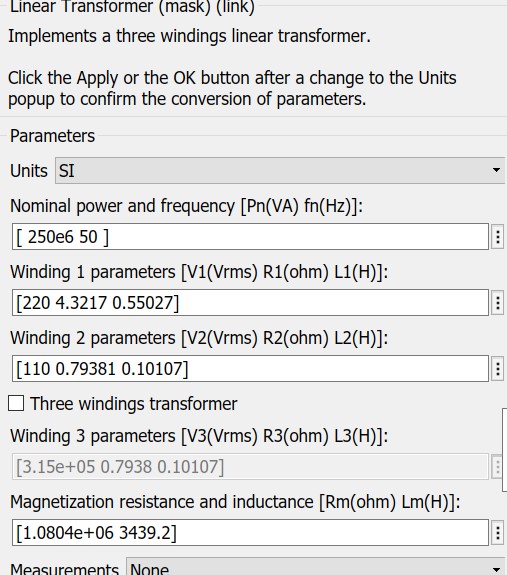 Linear Transformer (mask) (link)
Implements a three windings linear transformer.
Click the Apply or the OK button after a change to the Units
popup to confirm the conversion of parameters.
Parameters
Units SI
Nominal power and frequency [Pn(VA) fn(Hz)]:
[ 250e6 50 ]
Winding 1 parameters [V1(Vrms) R1(ohm) L1(H)]:
[220 4.3217 0.55027]
Winding 2 parameters [V2(Vrms) R2(ohm) L2(H)]:
[110 0.79381 0.10107]
Three windings transformer
Winding 3 parameters [V3(Vrms) R3(ohm) L3(H)]:
[3.15e+05 0.7938 0.10107]
Magnetization resistance and inductance [Rm(ohm) Lm(H)]:
[1.0804e+06 3439.2]
Measurements None